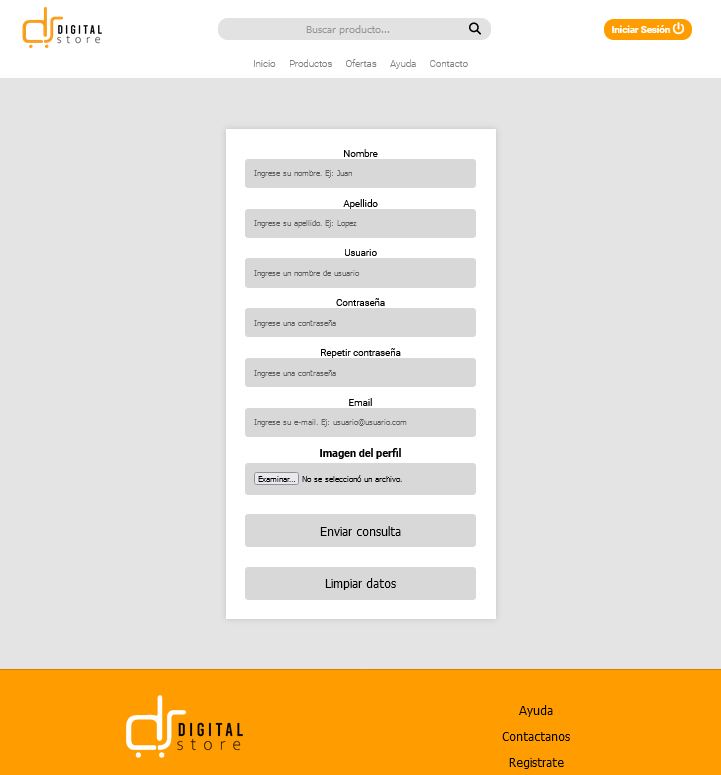 DIGITAL
store
Buscar producto...
Iniciar Sesión
Inicio Productos Ofertas Ayuda Contacto
Nombre
Ingrese su nombre. Ej: Juan
Apellido
Ingrese su apellido. Ej: Lopez
Usuario
Ingrese un nombre de usuario
Contraseña
Ingrese una contraseña
Repetir contraseña
Ingrese una contraseña
Email
Ingrese su e-mail. Ej: usuario@usuario.com
Imagen del perfil
Examinar... No se seleccionó un archivo.
Enviar consulta
Limpiar datos
DIGITAL
store
Ayuda
Contactanos
Registrate